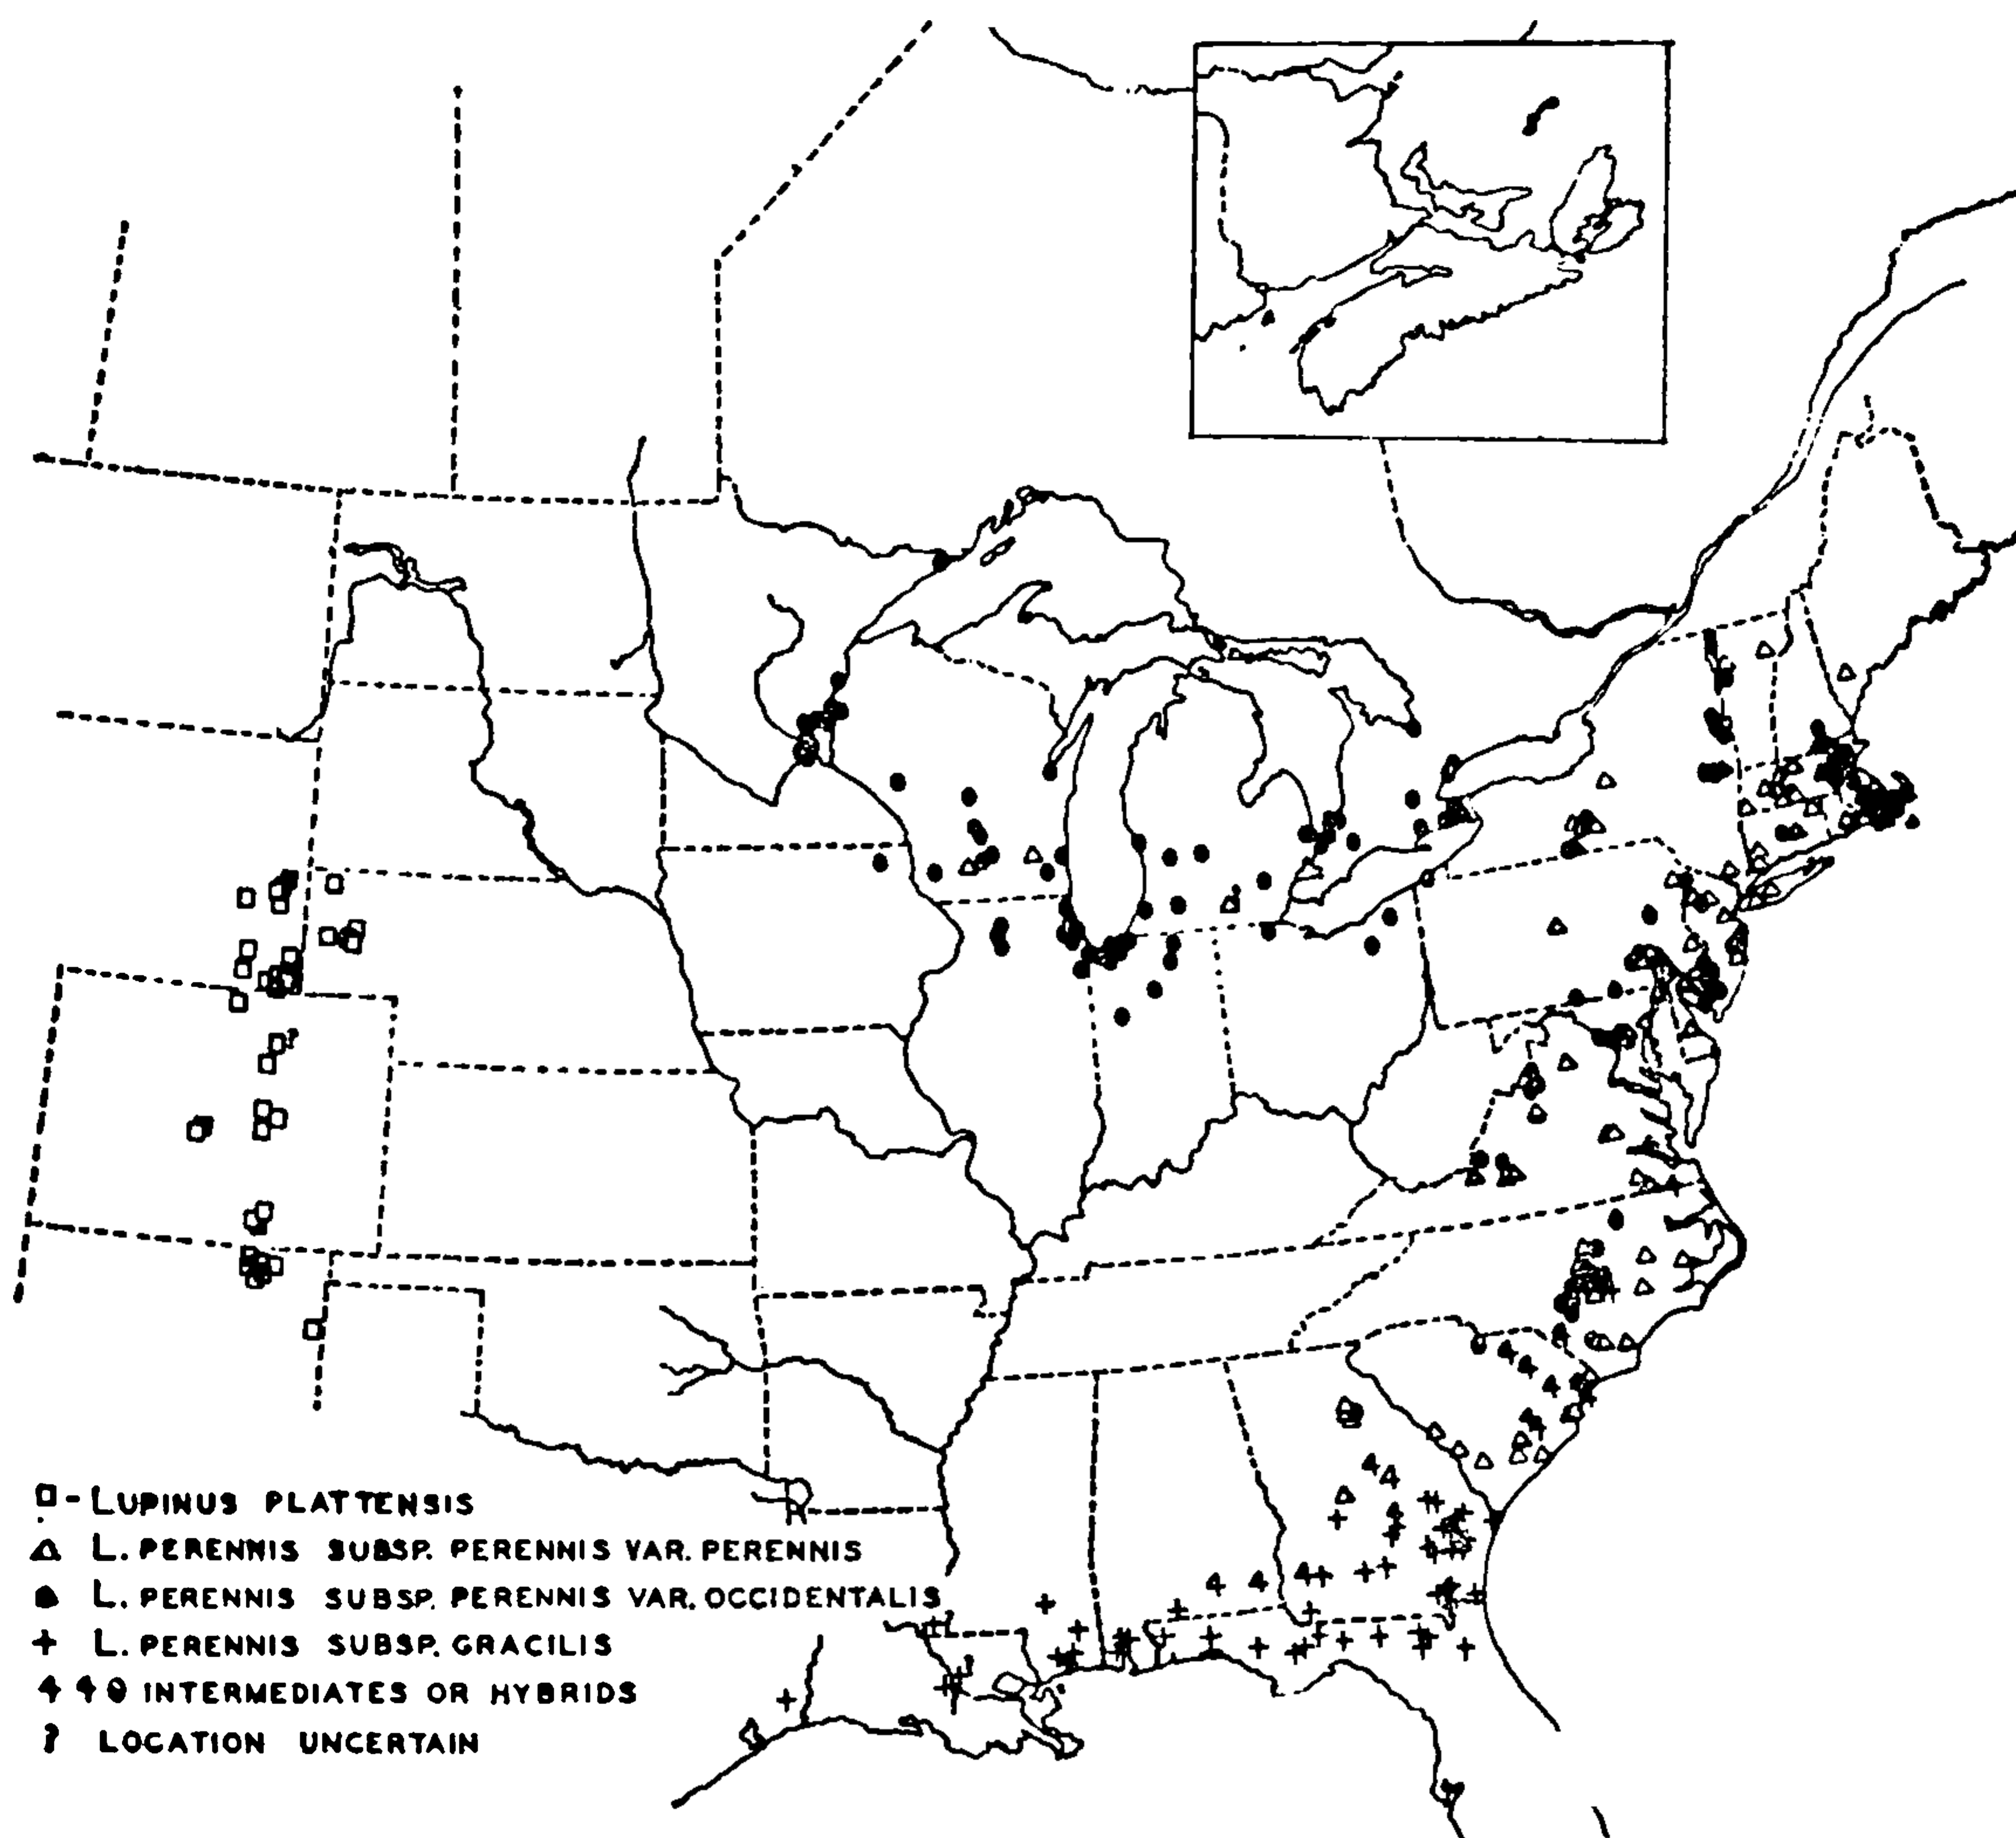 □ - LUPINUS PLATTENSIS
△ L. PERENNIS SUBSP. PERENNIS VAR. PERENNIS
● L. PERENNIS SUBSP. PERENNIS VAR. OCCIDENTALIS
+ L. PERENNIS SUBSP. GRACILIS
INTERMEDIATES OR HYBRIDS
? LOCATION UNCERTAIN